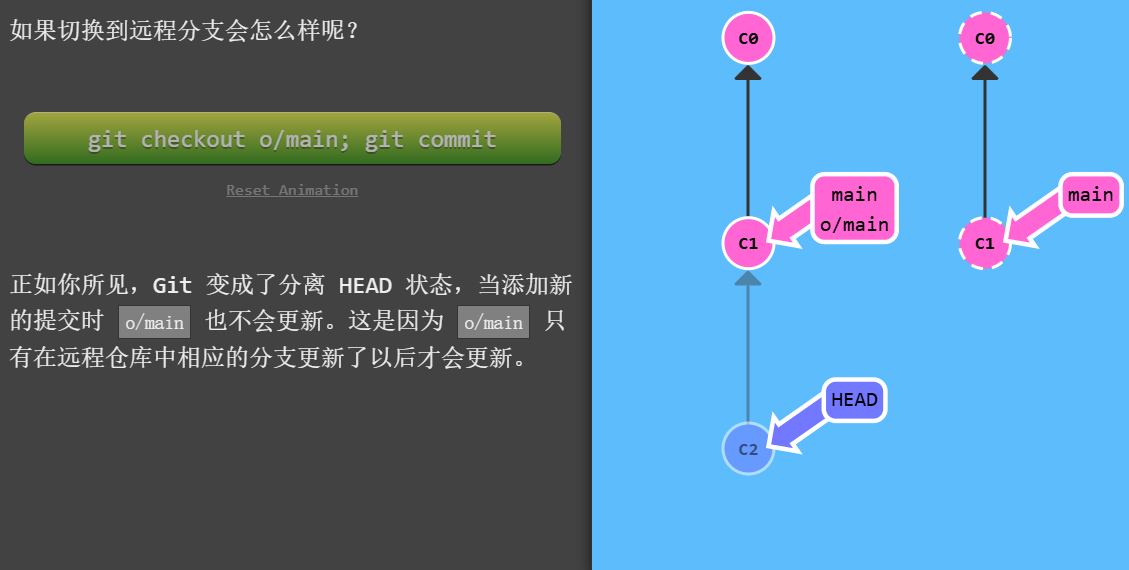 如果切换到远程分支会怎么样呢？
git checkout o/main; git commit
Reset Animation
正如你所见，Git 变成了分离 HEAD 状态，当添加新
的提交时 o/main 也不会更新。这是因为 o/main 只
有在远程仓库中相应的分支更新了以后才会更新。
C0
C0
main
o/main
main
C1
C1
HEAD
C2